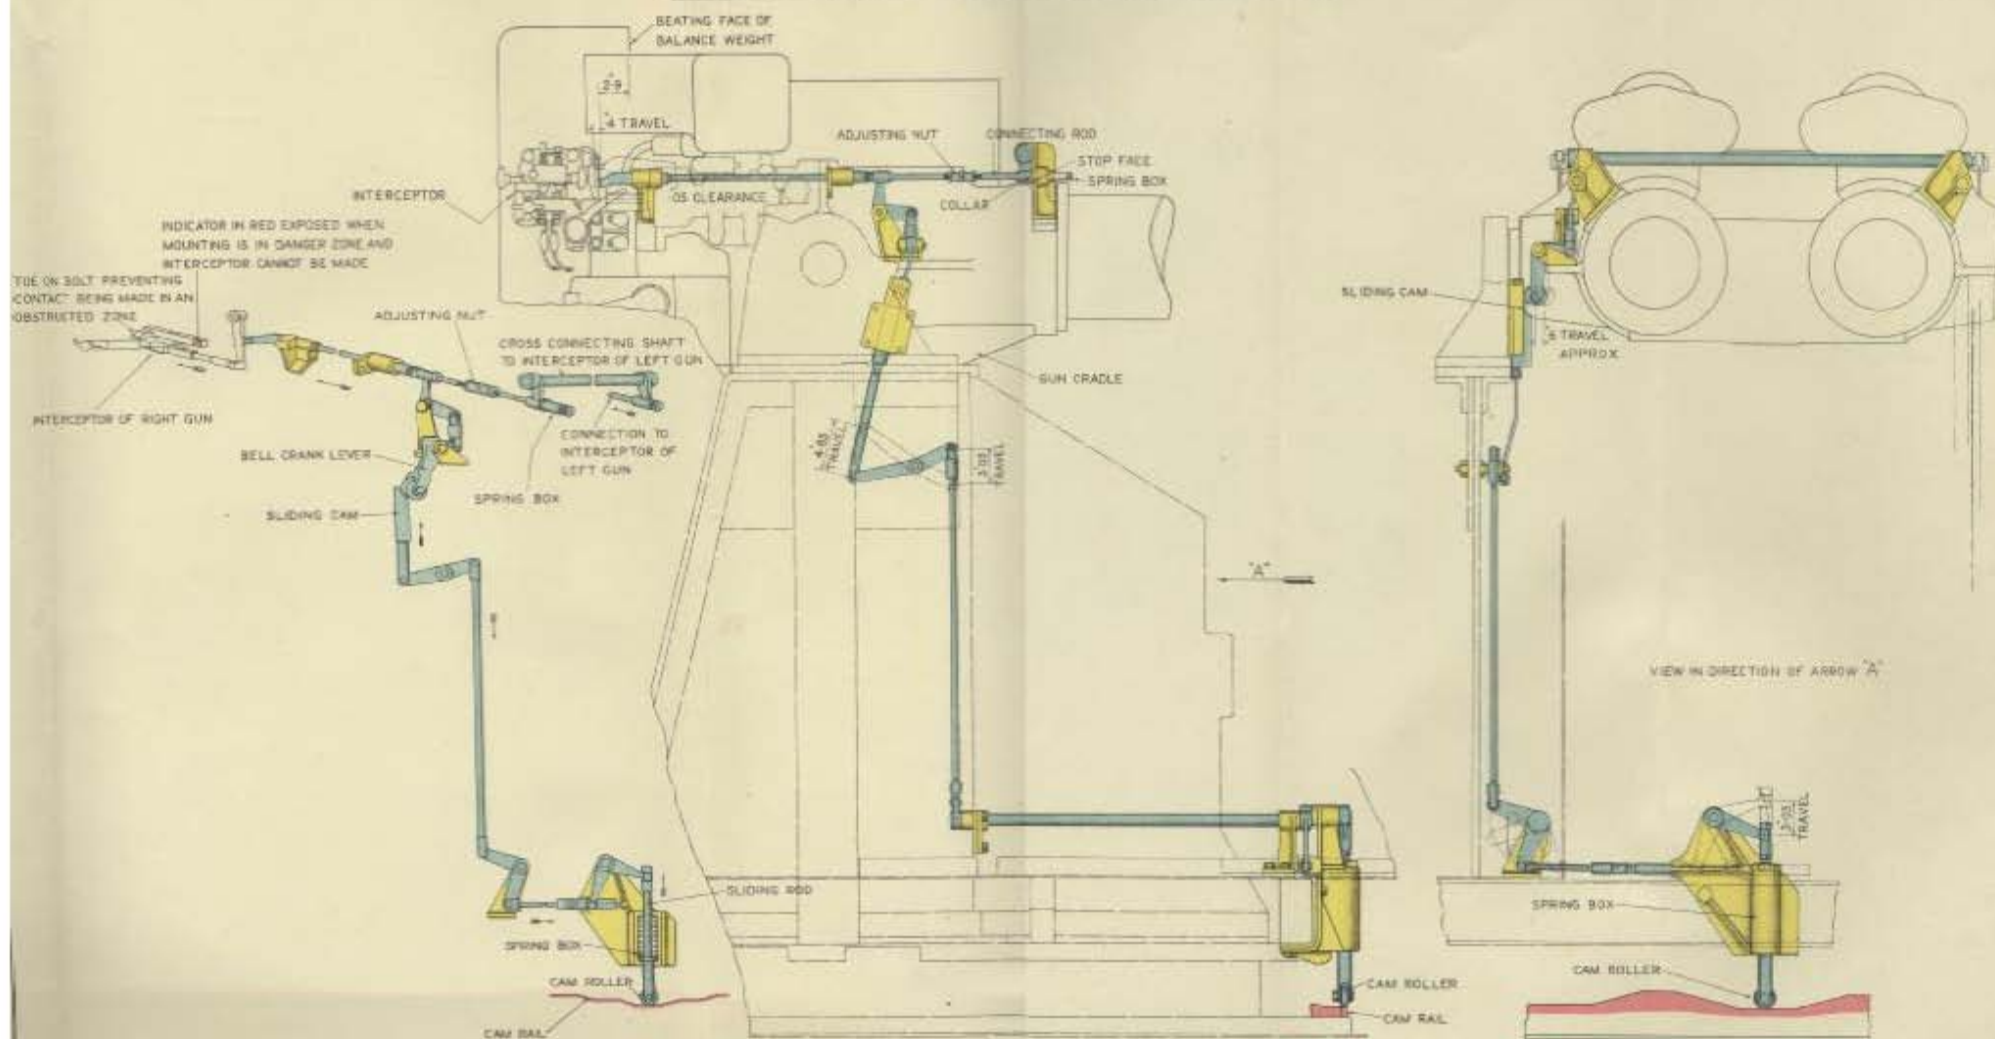 BEATING FACE OF
BALANCE WEIGHT
2·9"
·4" TRAVEL
ADJUSTING NUT
CONNECTING ROD
STOP FACE
SPRING BOX
COLLAR
INTERCEPTOR
·05 CLEARANCE
INDICATOR IN RED EXPOSED WHEN
MOUNTING IS IN DANGER ZONE AND
INTERCEPTOR CANNOT BE MADE
TOE ON BOLT PREVENTING
CONTACT BEING MADE IN AN
OBSTRUCTED ZONE
ADJUSTING NUT
CROSS CONNECTING SHAFT
TO INTERCEPTOR OF LEFT GUN
INTERCEPTOR OF RIGHT GUN
CONNECTION TO
INTERCEPTOR OF
LEFT GUN
BELL CRANK LEVER
SPRING BOX
SLIDING CAM
GUN CRADLE
TRAVEL
TRAVEL
"A"
SLIDING ROD
SPRING BOX
CAM ROLLER
CAM RAIL
CAM ROLLER
CAM RAIL
SLIDING CAM
TRAVEL
APPROX
VIEW IN DIRECTION OF ARROW "A"
TRAVEL
SPRING BOX
CAM ROLLER